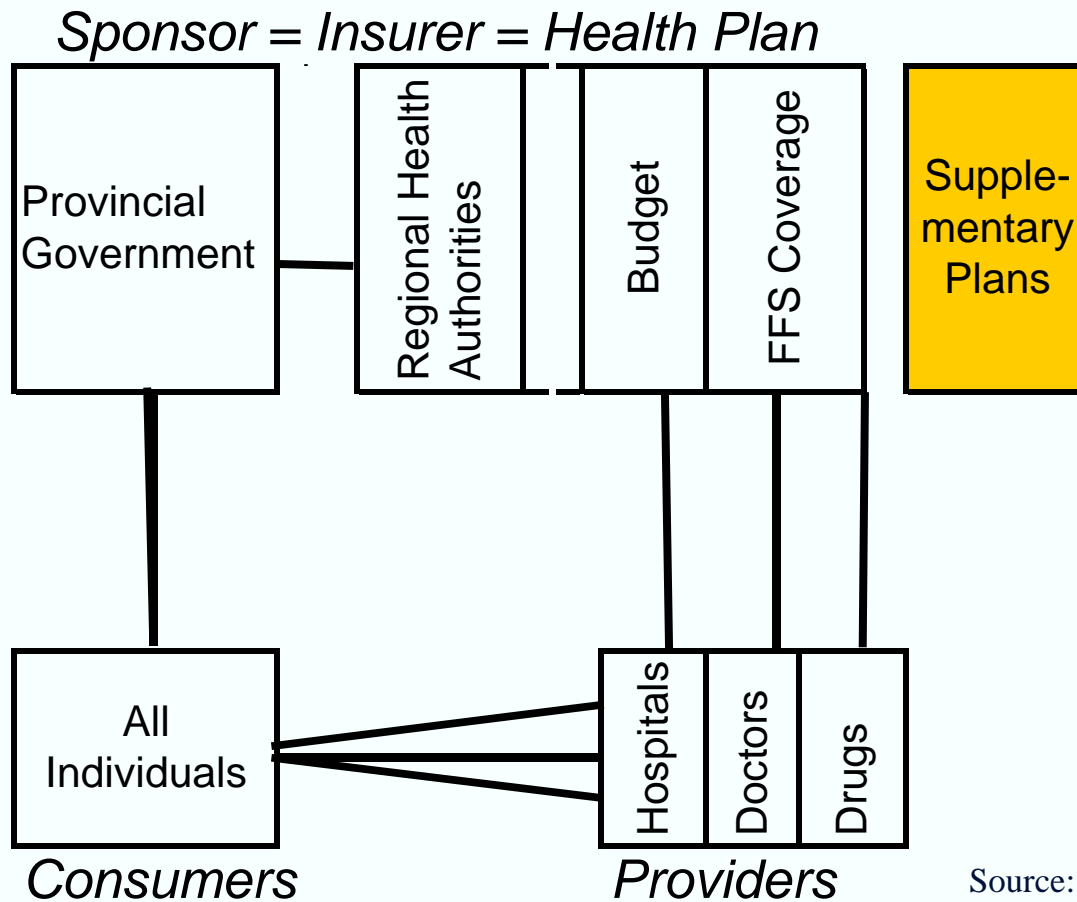 Sponsor = Insurer = Health Plan
Provincial
Government
Regional Health
Authorities
Budget
FFS Coverage
Supple-
mentary
Plans
All
Individuals
Hospitals
Doctors
Drugs
Consumers
Providers
Source: